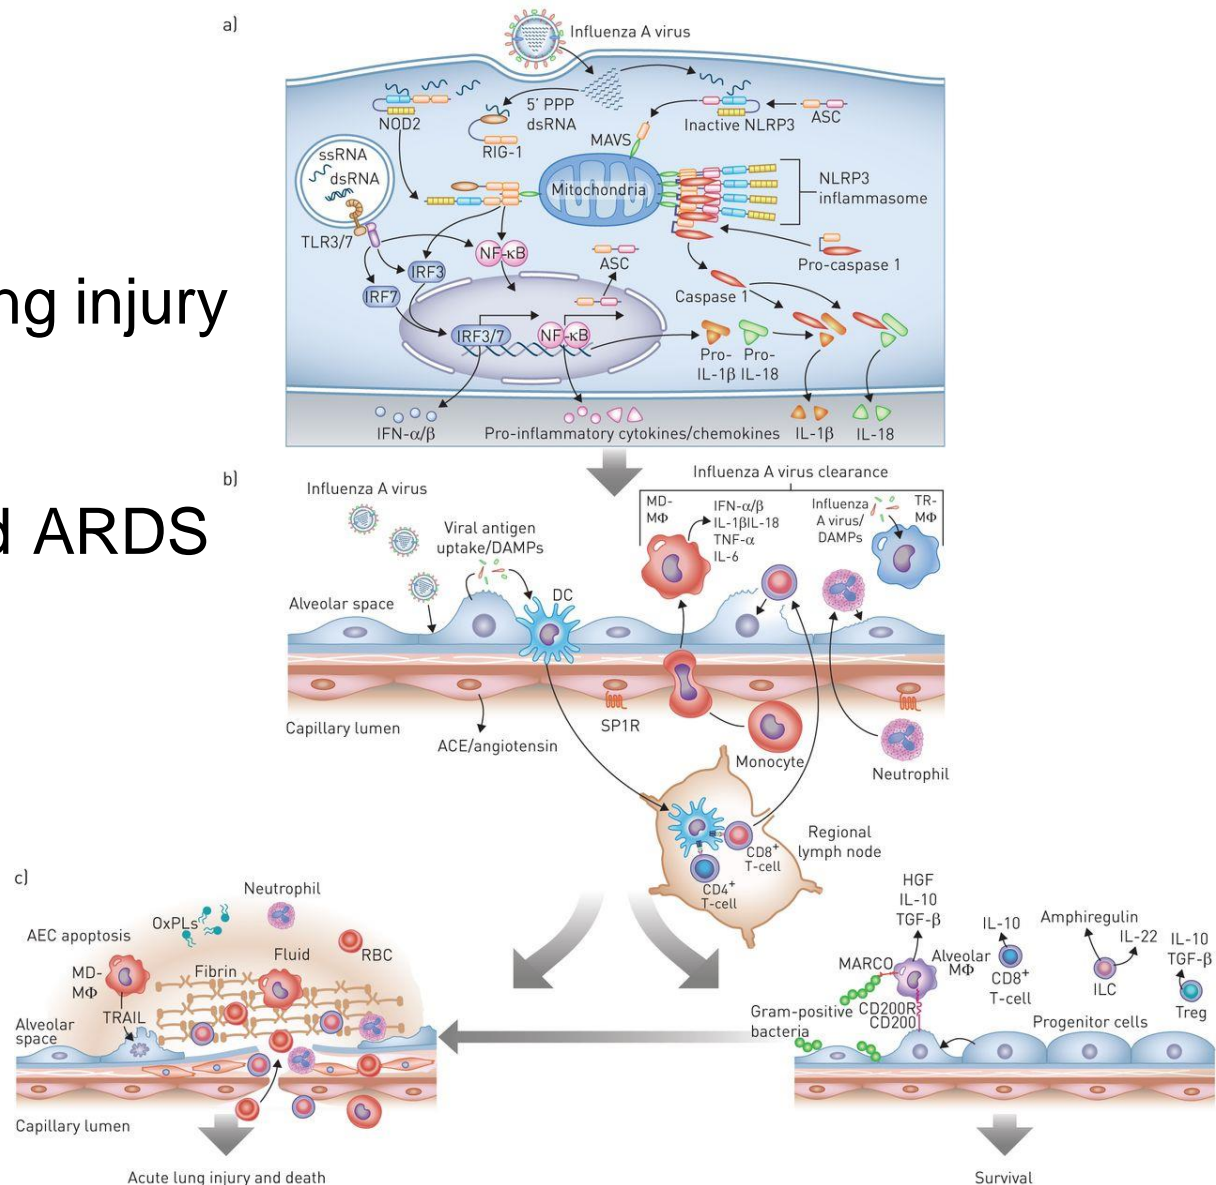 ng injury
d ARDS
a)
Influenza A virus
NOD2
5' PPP
dsRNA
RIG-1
MAVS
Inactive NLRP3
ASC
ssRNA
dsRNA
TLR3/7
Mitochondria
NLRP3
inflammasome
NF-κB
IRF3
IRF7
ASC
Pro-caspase 1
Caspase 1
IRF3/7
NF-κB
Pro-
IL-1β
Pro-
IL-18
IFN-α/β
Pro-inflammatory cytokines/chemokines
IL-1β
IL-18
b)
Influenza A virus
Viral antigen
uptake/DAMPs
Influenza A virus clearance
MD-
MΦ
IFN-α/β
IL-1βIL-18
TNF-α
IL-6
Influenza
A virus/
DAMPs
TR-
MΦ
DC
Alveolar space
Capillary lumen
ACE/angiotensin
SP1R
Monocyte
Neutrophil
CD8+
T-cell
CD4+
T-cell
Regional
lymph node
c)
AEC apoptosis
OxPLs
Neutrophil
RBC
Fluid
Fibrin
MD-
MΦ
TRAIL
Alveolar
space
Capillary lumen
Acute lung injury and death
HGF
IL-10
TGF-β
MARCO
Alveolar
MΦ
Gram-positive
bacteria
CD200R
CD200
IL-10
CD8+
T-cell
Amphiregulin
IL-22
ILC
IL-10
TGF-β
Treg
Progenitor cells
Survival